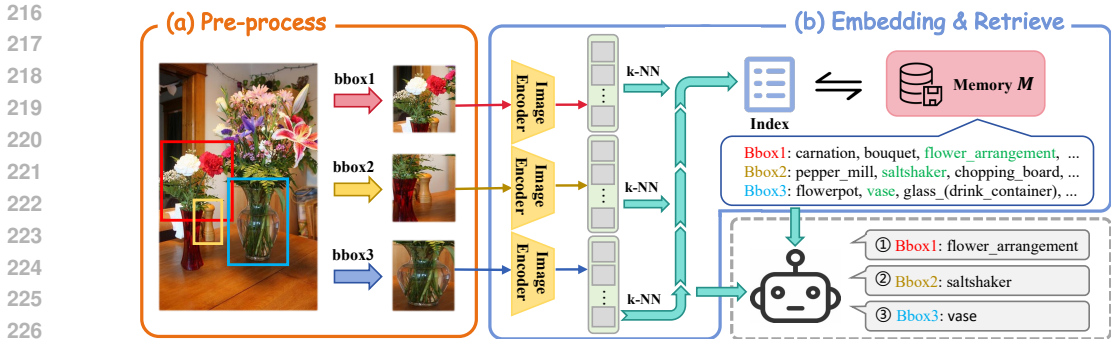 216
217
218
219
220
221
222
223
224
225
226
(a) Pre-process
(b) Embedding & Retrieve
bbox1
bbox2
bbox3
Image
Encoder
Image
Encoder
Image
Encoder
k-NN
k-NN
k-NN
Index
Memory M
Bbox1: carnation, bouquet, flower_arrangement, ...
Bbox2: pepper_mill, saltshaker, chopping_board, ...
Bbox3: flowerpot, vase, glass_(drink_container), ...
① Bbox1: flower_arrangement
② Bbox2: saltshaker
③ Bbox3: vase